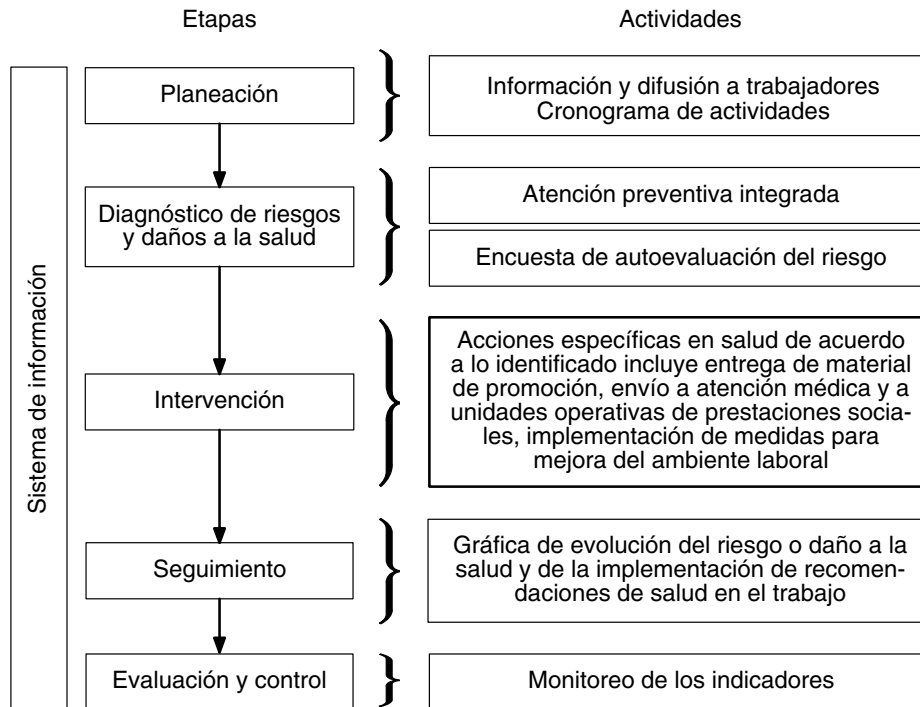 Etapas
Actividades
Sistema de información
Planeación
Información y difusión a trabajadores
Cronograma de actividades
Diagnóstico de riesgos
y daños a la salud
Atención preventiva integrada
Encuesta de autoevaluación del riesgo
Intervención
Acciones específicas en salud de acuerdo
a lo identificado incluye entrega de material
de promoción, envío a atención médica y a
unidades operativas de prestaciones socia-
les, implementación de medidas para
mejora del ambiente laboral
Seguimiento
Gráfica de evolución del riesgo o daño a la
salud y de la implementación de recomen-
daciones de salud en el trabajo
Evaluación y control
Monitoreo de los indicadores